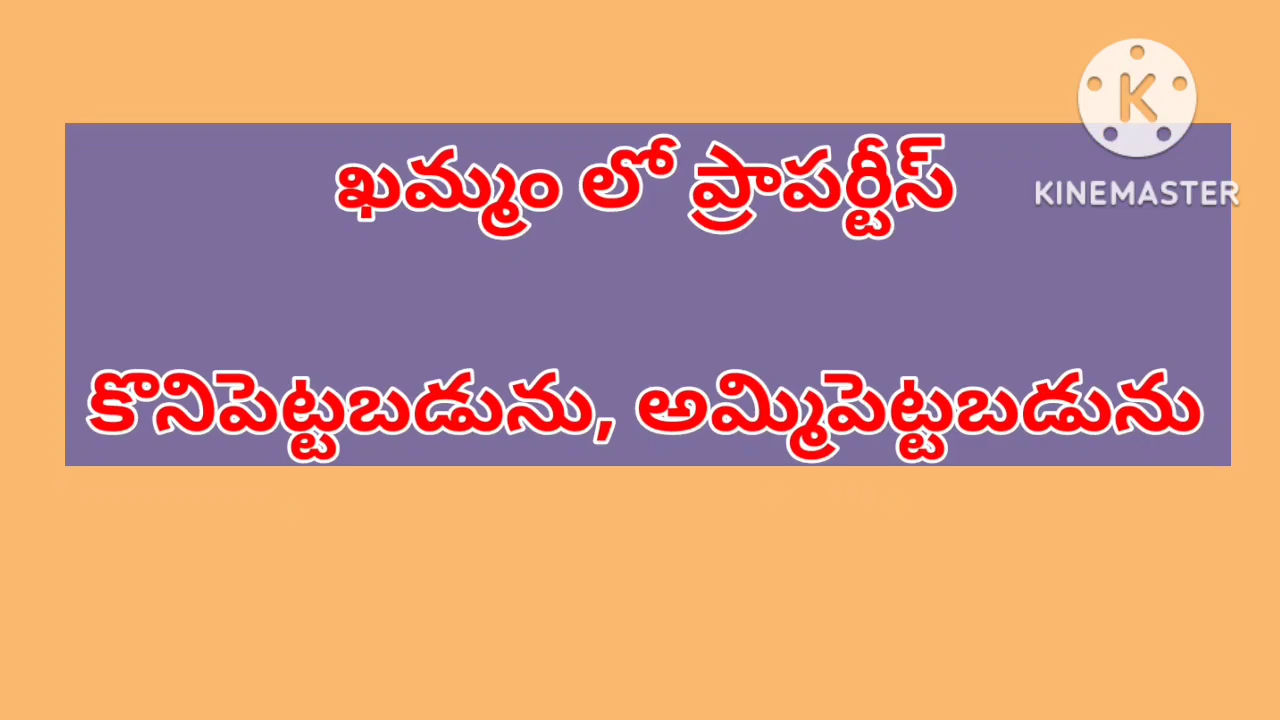 ఖమ్మం లో ప్రాపర్టీస్
KINEMASTER
కొనిపెట్టబడును, అమ్మిపెట్టబడును